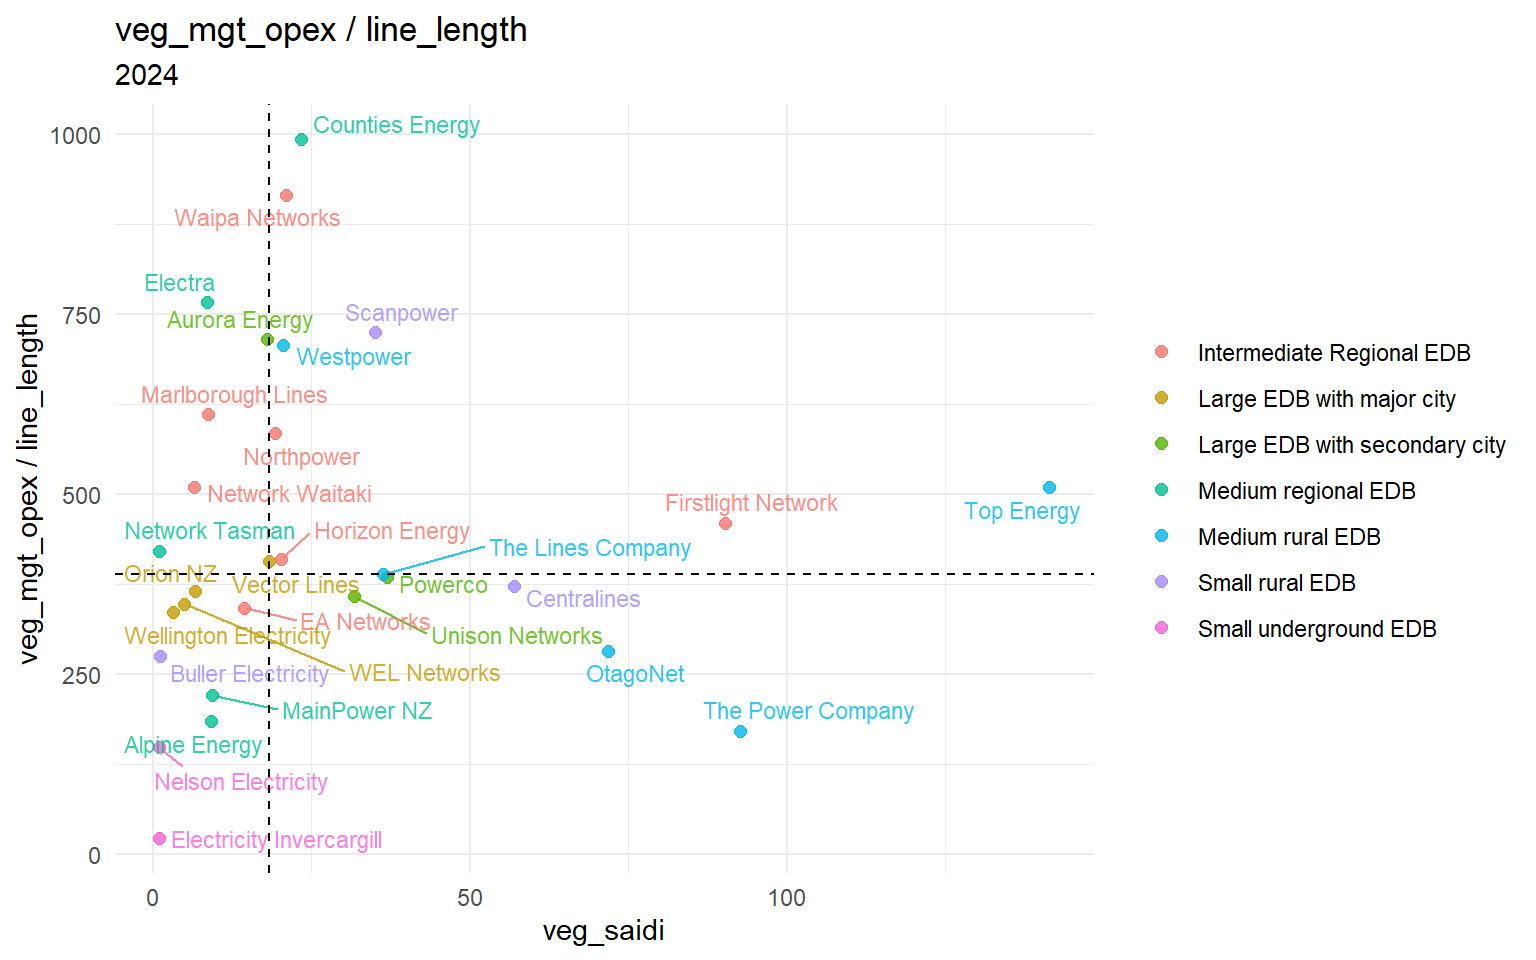 veg_mgt_opex / line_length
2024
Counties Energy
1000
Waipa Networks
Electra
Scanpower
750
Aurora Energy
Westpower
Marlborough Lines
Northpower
500
Network Waitaki
Firstlight Network
Top Energy
Network Tasman
Horizon Energy
The Lines Company
Orion NZ
Vector Lines
Powerco
Centralines
EA Networks
Unison Networks
Wellington Electricity
250
Buller Electricity
WEL Networks
OtagoNet
MainPower NZ
The Power Company
Alpine Energy
Nelson Electricity
Electricity Invercargill
0
0
50
100
veg_saidi
veg_mgt_opex / line_length
Intermediate Regional EDB
Large EDB with major city
Large EDB with secondary city
Medium regional EDB
Medium rural EDB
Small rural EDB
Small underground EDB